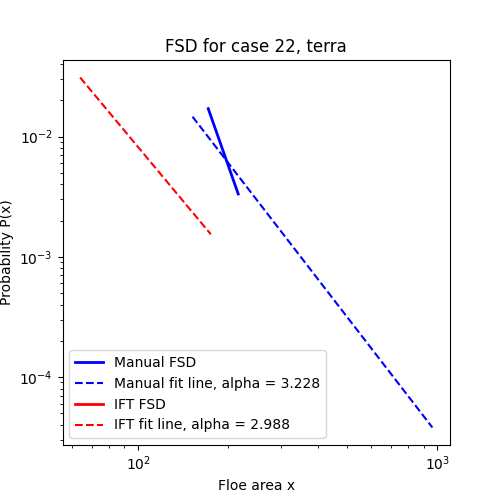 FSD for case 22, terra
Probability P(x)
10⁻²
10⁻³
10⁻⁴
Manual FSD
Manual fit line, alpha = 3.228
IFT FSD
IFT fit line, alpha = 2.988
10²
10³
Floe area x